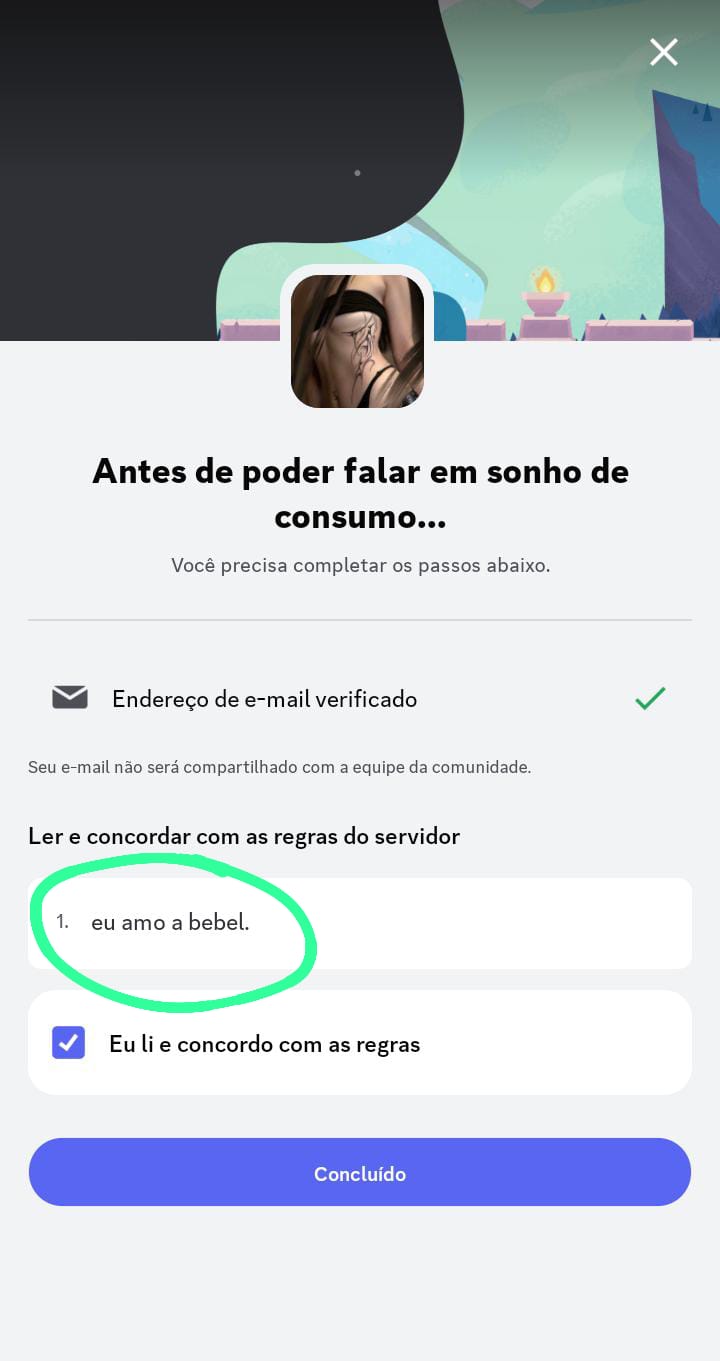 Antes de poder falar em sonho de
consumo...
Você precisa completar os passos abaixo.
Endereço de e-mail verificado
Seu e-mail não será compartilhado com a equipe da comunidade.
Ler e concordar com as regras do servidor
1. eu amo a bebel.
Eu li e concordo com as regras
Concluído